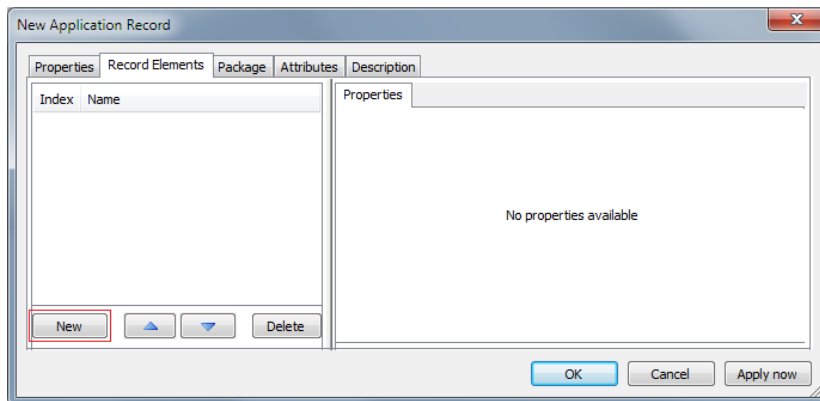 New Application Record
Properties Record Elements Package Attributes Description
Index Name
Properties
No properties available
New Delete
OK Cancel Apply now